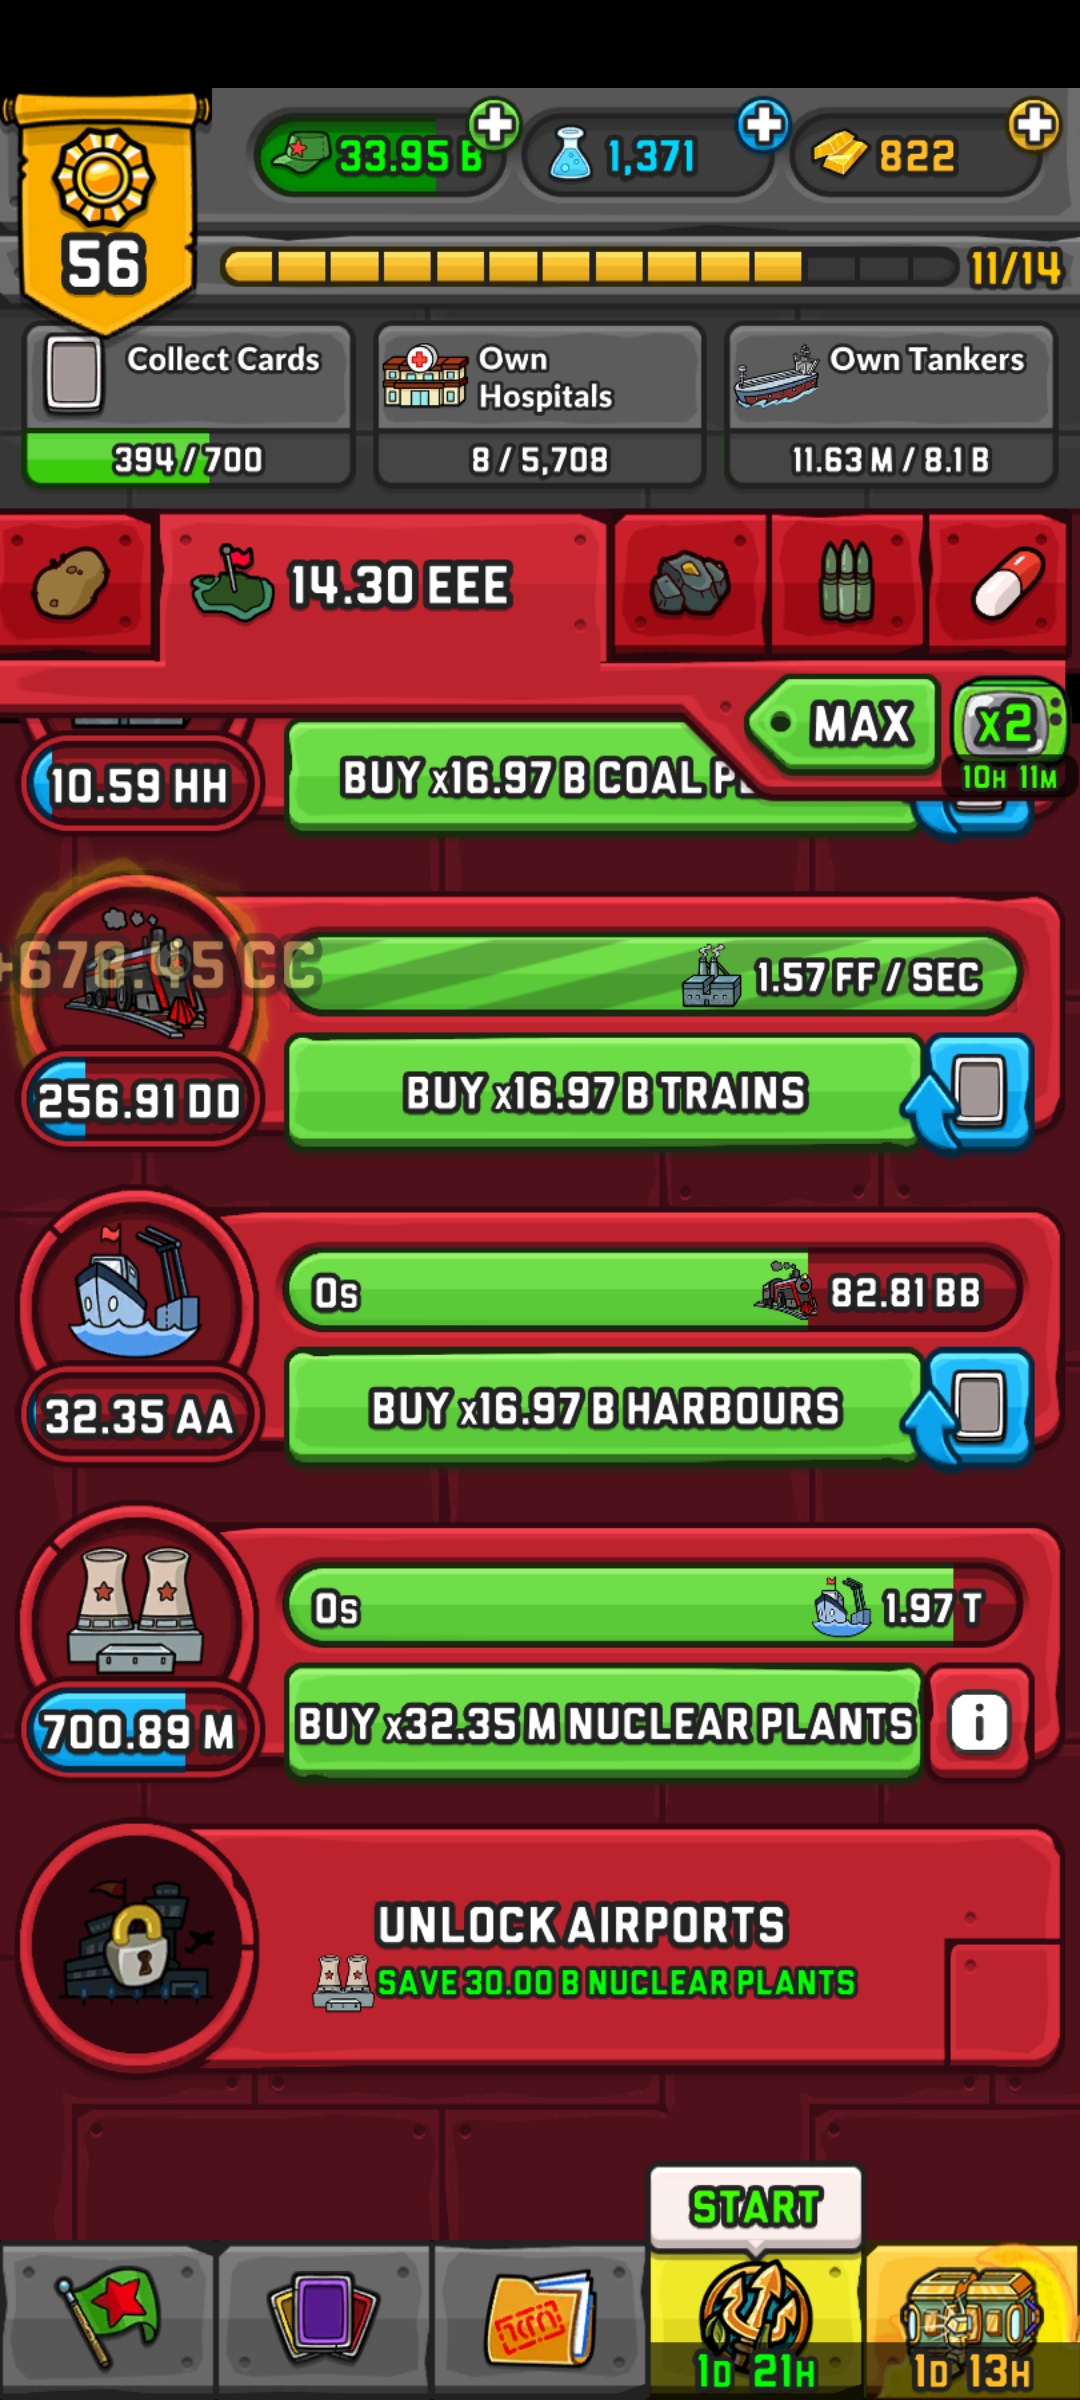 56
33.95 B
1,371
822
11/14
Collect Cards
394 / 700
Own
Hospitals
8 / 5,708
Own Tankers
11.63 M / 8.1 B
14.30 EEE
MAX
x2
10H 11M
10.59 HH
BUY x16.97 B COAL
+678.45 CC
1.57 FF / SEC
256.91 DD
BUY x16.97 B TRAINS
0s
82.81 BB
32.35 AA
BUY x16.97 B HARBOURS
0s
1.97 T
700.89 M
BUY x32.35 M NUCLEAR PLANTS
i
UNLOCK AIRPORTS
SAVE 30.00 B NUCLEAR PLANTS
START
1D 21H
1D 13H